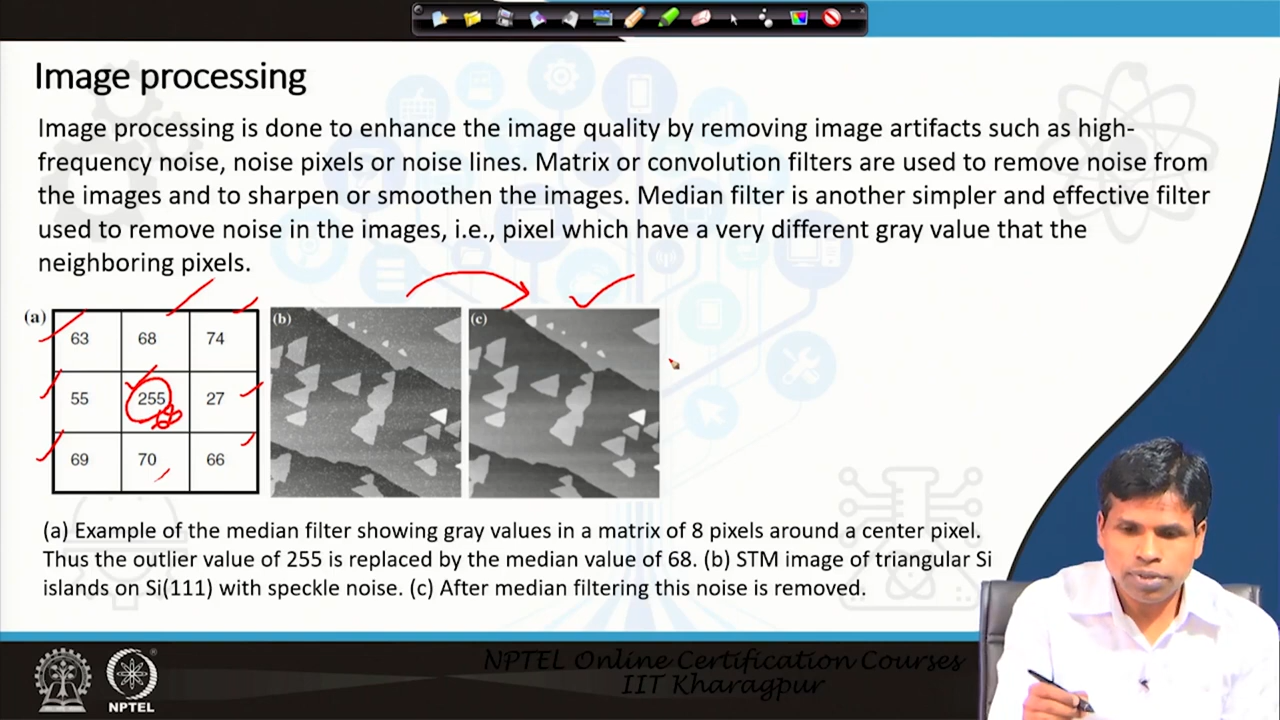 Image processing
Image processing is done to enhance the image quality by removing image artifacts such as high-
frequency noise, noise pixels or noise lines. Matrix or convolution filters are used to remove noise from
the images and to sharpen or smoothen the images. Median filter is another simpler and effective filter
used to remove noise in the images, i.e., pixel which have a very different gray value that the
neighboring pixels.
(a)
63 68 74
55 255 27
68
69 70 66
(b)
(c)
(a) Example of the median filter showing gray values in a matrix of 8 pixels around a center pixel.
Thus the outlier value of 255 is replaced by the median value of 68. (b) STM image of triangular Si
islands on Si(111) with speckle noise. (c) After median filtering this noise is removed.
NPTEL
NPTEL Online Certification Courses
IIT Kharagpur